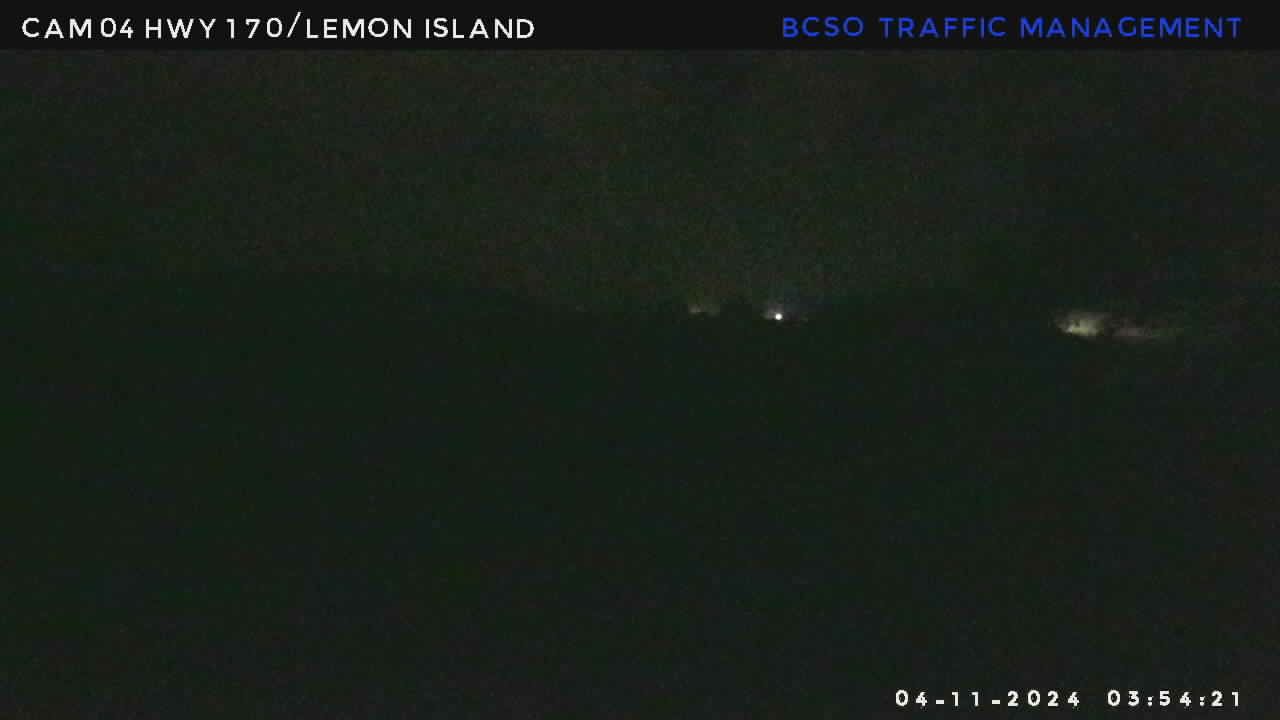 CAM04 HWY 170/LEMON ISLAND
BCSO TRAFFIC MANAGEMENT
04-11-2024 03:54:21